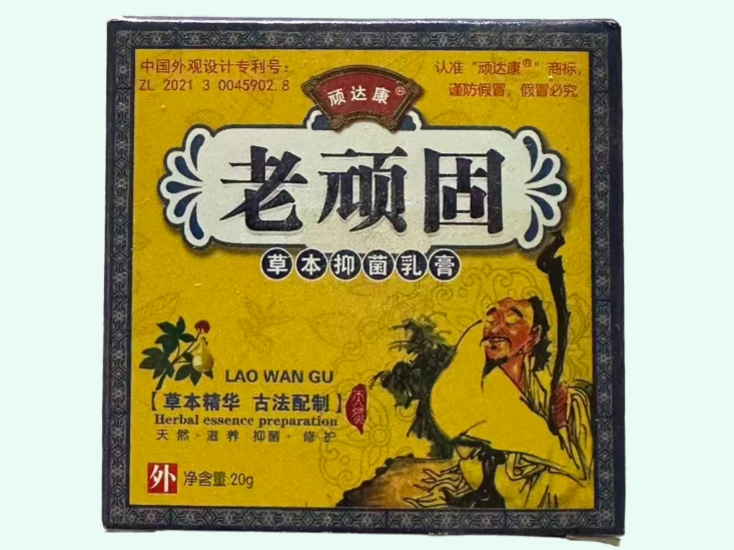 中国外观设计专利号：
ZL 2021 3 0045902.8
顽达康®
认准"顽达康®"商标，
谨防假冒，假冒必究
老顽固
草本抑菌乳膏
LAO WAN GU
【草本精华 古法配制】
Herbal essence preparation
天然·滋养 抑菌·修护
外 净含量:20g